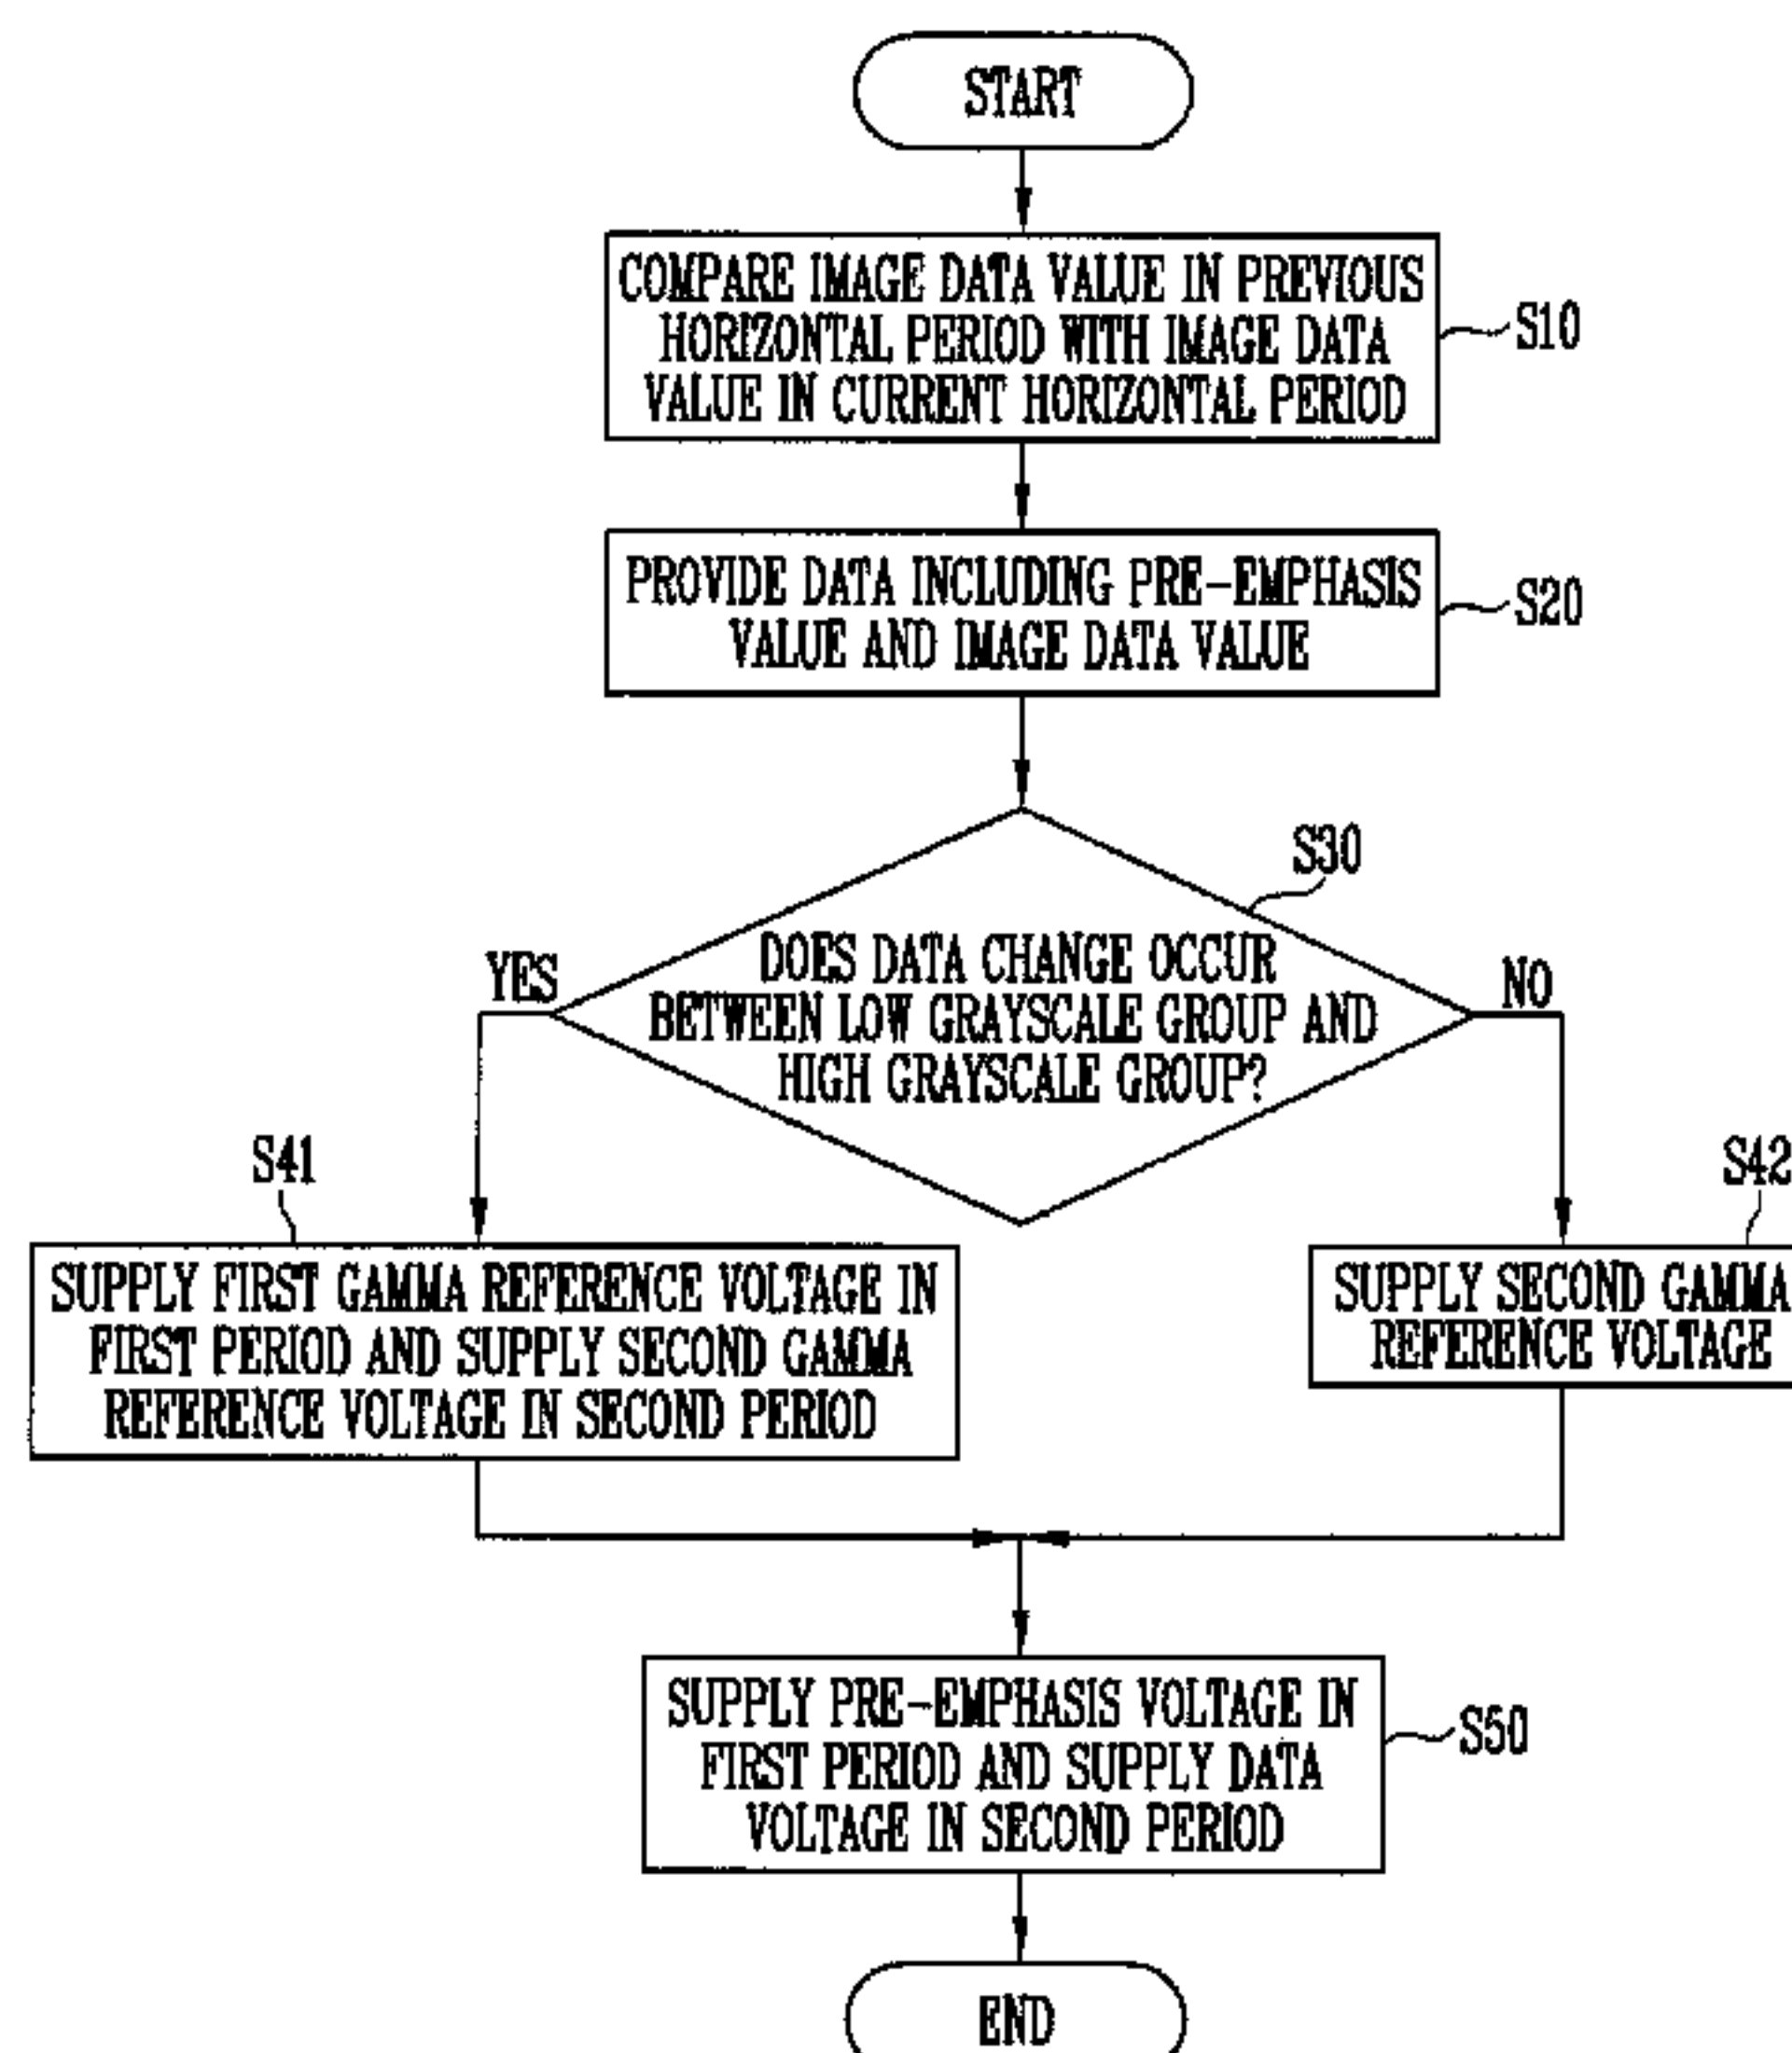 START
COMPARE IMAGE DATA VALUE IN PREVIOUS
HORIZONTAL PERIOD WITH IMAGE DATA
VALUE IN CURRENT HORIZONTAL PERIOD
S10
PROVIDE DATA INCLUDING PRE-EMPHASIS
VALUE AND IMAGE DATA VALUE
S20
S30
DOES DATA CHANGE OCCUR
BETWEEN LOW GRAYSCALE GROUP AND
HIGH GRAYSCALE GROUP?
YES
NO
S41
SUPPLY FIRST GAMMA REFERENCE VOLTAGE IN
FIRST PERIOD AND SUPPLY SECOND GAMMA
REFERENCE VOLTAGE IN SECOND PERIOD
S42
SUPPLY SECOND GAMMA
REFERENCE VOLTAGE
SUPPLY PRE-EMPHASIS VOLTAGE IN
FIRST PERIOD AND SUPPLY DATA
VOLTAGE IN SECOND PERIOD
S50
END